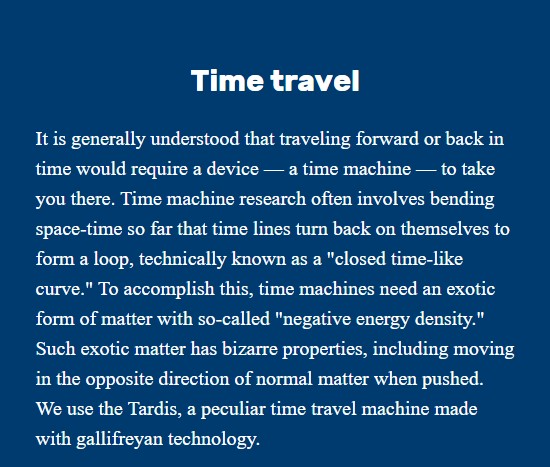 Time travel
It is generally understood that traveling forward or back in
time would require a device — a time machine — to take
you there. Time machine research often involves bending
space-time so far that time lines turn back on themselves to
form a loop, technically known as a "closed time-like
curve." To accomplish this, time machines need an exotic
form of matter with so-called "negative energy density."
Such exotic matter has bizarre properties, including moving
in the opposite direction of normal matter when pushed.
We use the Tardis, a peculiar time travel machine made
with gallifreyan technology.